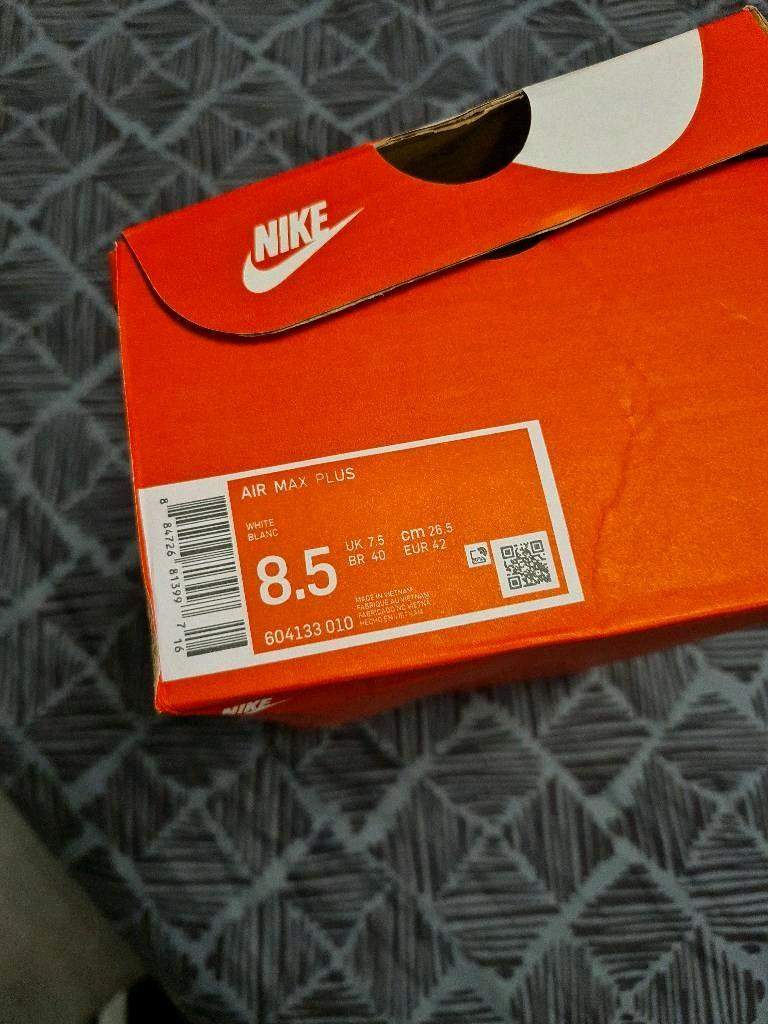 NIKE
AIR MAX PLUS
WHITE
BLANC
8.5
UK 7.5
BR 40
cm 26.5
EUR 42
MADE IN VIETNAM
FABRIQUÉ AU VIETNAM
FABRICADO NO VIETNA
HECHO EN VIETNAM
604133 010
8 84726 81399 7 16
NIKE